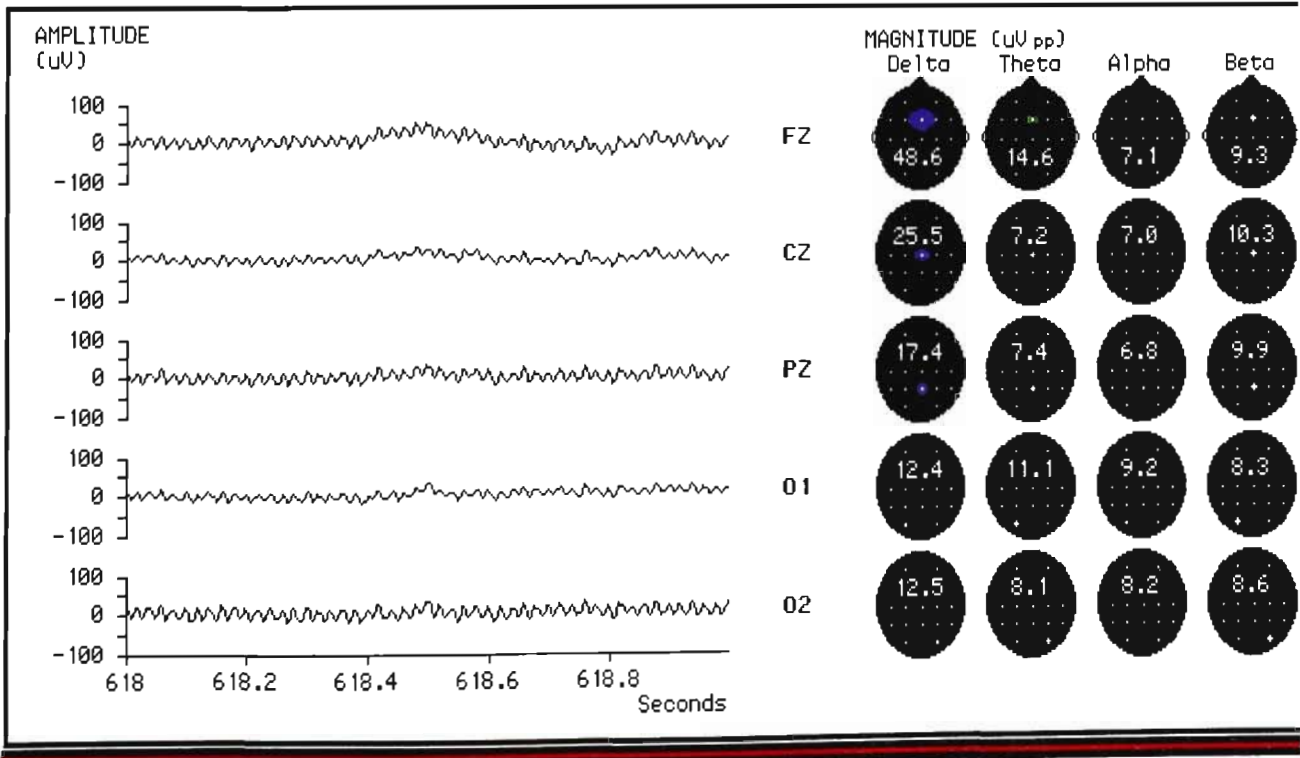 AMPLITUDE
(uV)
MAGNITUDE (uV pp)
Delta Theta Alpha Beta
100
0
-100
FZ
48.6 14.6 7.1 9.3
100
0
-100
CZ
25.5 7.2 7.0 10.3
100
0
-100
PZ
17.4 7.4 6.8 9.9
100
0
-100
O1
12.4 11.1 9.2 8.3
100
0
-100
O2
12.5 8.1 8.2 8.6
618 618.2 618.4 618.6 618.8
Seconds